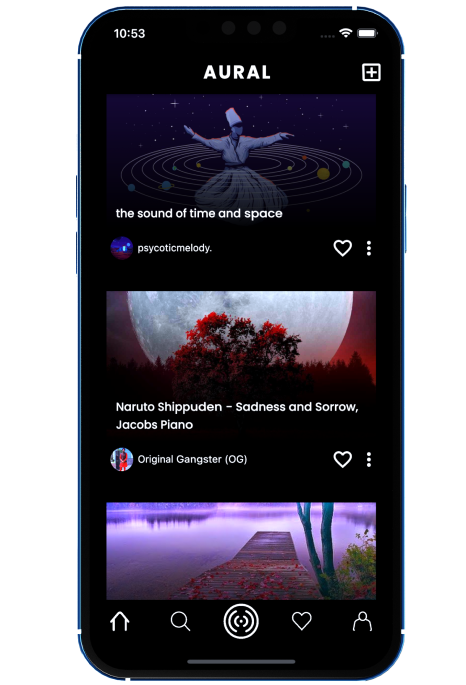 10:53
AURAL
the sound of time and space
psycoticmelody.
Naruto Shippuden - Sadness and Sorrow,
Jacobs Piano
Original Gangster (OG)